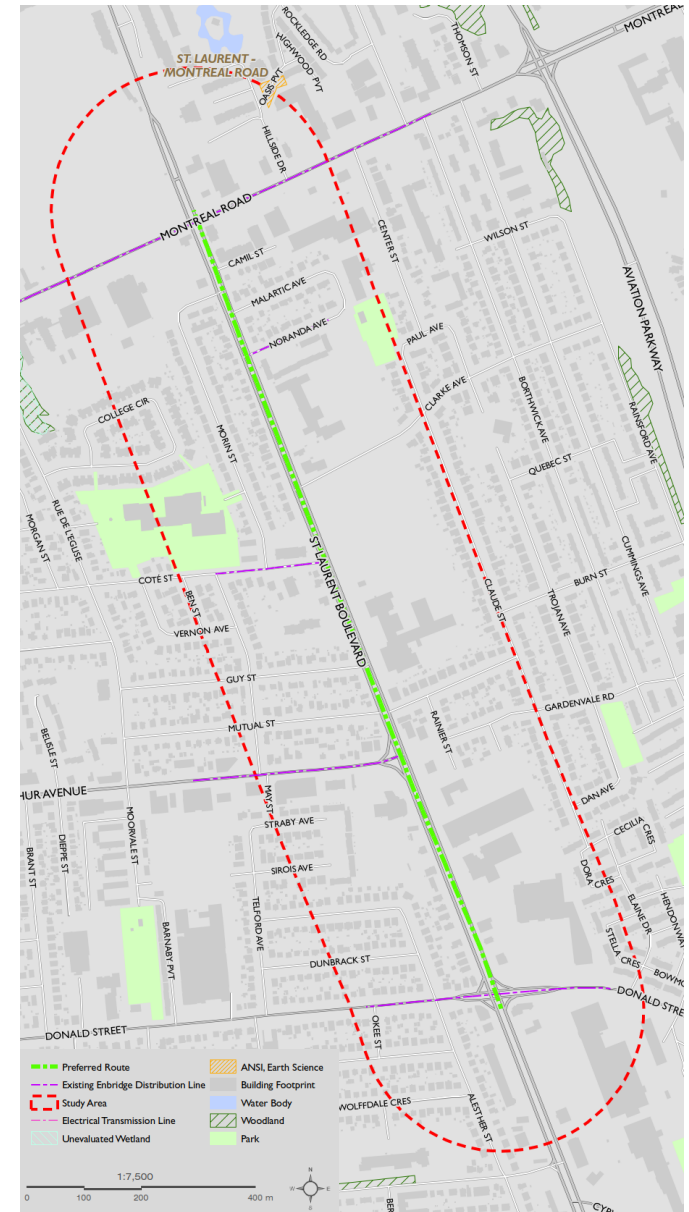 ROCKLEDGE RD
THOMSON ST
MONTREAL
HIGHWOOD PVT
ST. LAURENT -
MONTREAL ROAD
OASIS PVT
HILLSIDE DR
MONTREAL ROAD
CENTER ST
WILSON ST
CAMIL ST
AVIATION PARKWAY
MALARTIC AVE
NORANDA AVE
PAUL AVE
CLARKE AVE
BORTHWICK AVE
RAINSFORD AVE
COLLEGE CIR
MORIN ST
QUEBEC ST
RUE DE L'EGLISE
MORGAN ST
ST LAURENT BOULEVARD
CUMMINGS AVE
COTÉ ST
BURN ST
BEN ST
CLAUDE ST
TROJAN AVE
VERNON AVE
GUY ST
GARDENVALE RD
MUTUAL ST
RAINIER ST
BELISLE ST
HUR AVENUE
MAY ST
DAN AVE
MOORVALE ST
STRABY AVE
CECILIA
CRES
DIEPPE ST
BRANT ST
SIROIS AVE
DORA
CRES
ELAINE DR
HENDON WAY
TELFORD AVE
BARNABY PVT
STELLA CRES
DUNBRACK ST
BOWMO
DONALD STRE
DONALD STREET
OKEE ST
WOLFFDALE CRES
ALESTHER ST
Preferred Route
Existing Enbridge Distribution Line
Study Area
Electrical Transmission Line
Unevaluated Wetland
ANSI, Earth Science
Building Footprint
Water Body
Woodland
Park
1:7,500
0 100 200 400 m
N
W E
S
BER
CYR